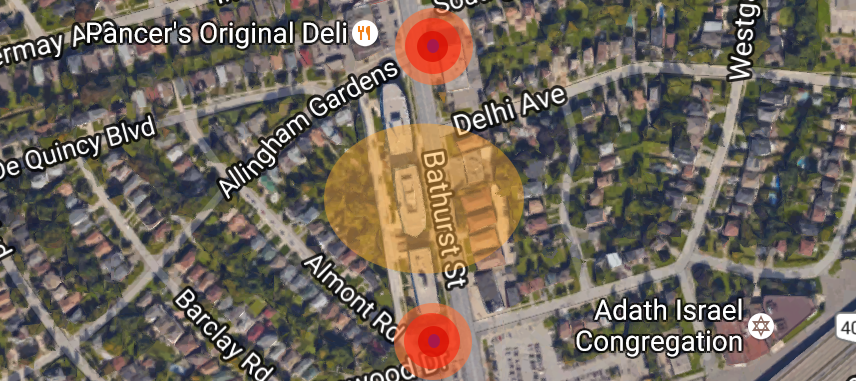 South
ermay A
Pancer's Original Deli
Westg
Allingham Gardens
Delhi Ave
De Quincy Blvd
Bathurst St
Almont Rd
Barclay Rd
wood Dr
Adath Israel
Congregation
40